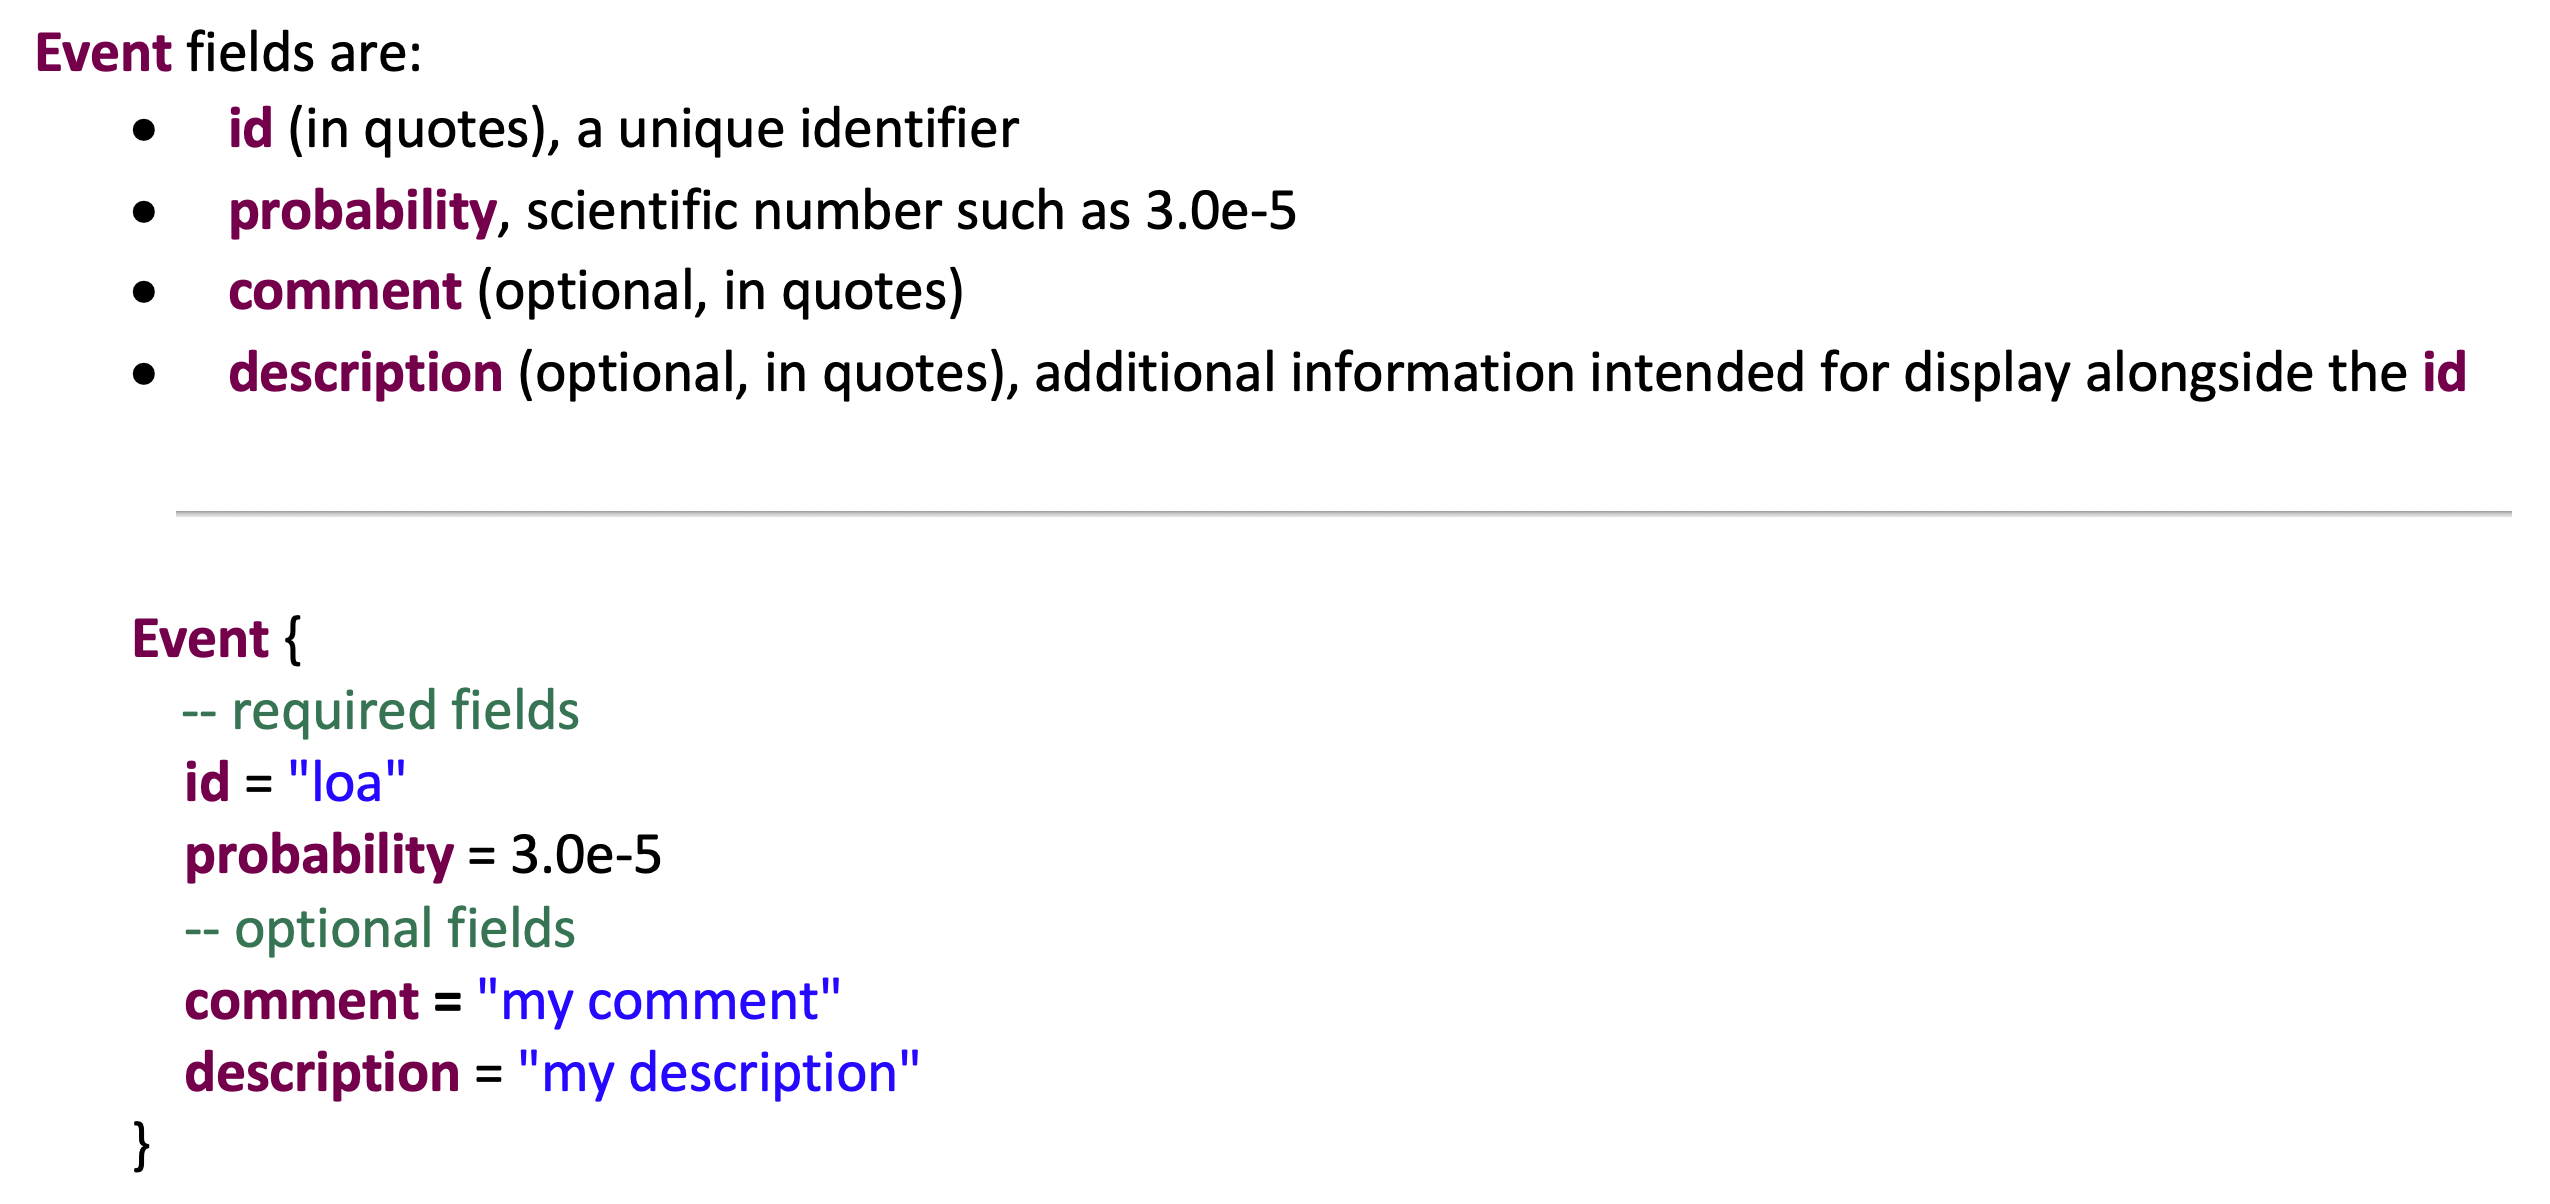 Event fields are:
• id (in quotes), a unique identifier
• probability, scientific number such as 3.0e-5
• comment (optional, in quotes)
• description (optional, in quotes), additional information intended for display alongside the id
Event {
-- required fields
id = "loa"
probability = 3.0e-5
-- optional fields
comment = "my comment"
description = "my description"
}